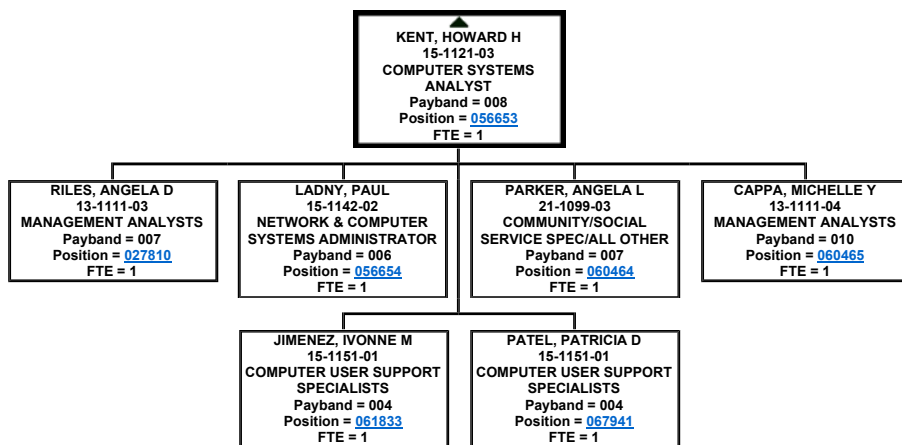 KENT, HOWARD H
15-1121-03
COMPUTER SYSTEMS
ANALYST
Payband = 008
Position = 056653
FTE = 1
RILES, ANGELA D
13-1111-03
MANAGEMENT ANALYSTS
Payband = 007
Position = 027810
FTE = 1
LADNY, PAUL
15-1142-02
NETWORK & COMPUTER
SYSTEMS ADMINISTRATOR
Payband = 006
Position = 056654
FTE = 1
PARKER, ANGELA L
21-1099-03
COMMUNITY/SOCIAL
SERVICE SPEC/ALL OTHER
Payband = 007
Position = 060464
FTE = 1
CAPPA, MICHELLE Y
13-1111-04
MANAGEMENT ANALYSTS
Payband = 010
Position = 060465
FTE = 1
JIMENEZ, IVONNE M
15-1151-01
COMPUTER USER SUPPORT
SPECIALISTS
Payband = 004
Position = 061833
FTE = 1
PATEL, PATRICIA D
15-1151-01
COMPUTER USER SUPPORT
SPECIALISTS
Payband = 004
Position = 067941
FTE = 1